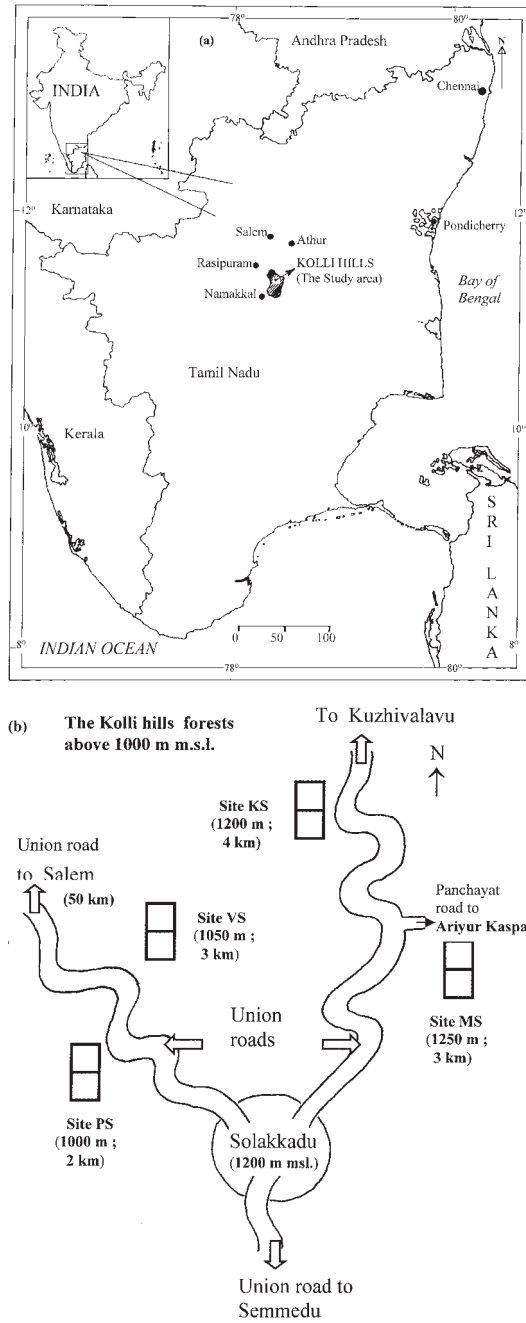 78°
80°
(a)
Andhra Pradesh
N
INDIA
Chennai
12°
12°
Karnataka
Pondicherry
Salem
Athur
Rasipuram
KOLLI HILLS
(The Study area)
Namakkal
Bay of
Bengal
Tamil Nadu
10°
10°
Kerala
SRI LANKA
0 50 100
8°
8°
INDIAN OCEAN
78°
80°
(b)
The Kolli hills forests
above 1000 m m.s.l.
To Kuzhivalavu
N
Site KS
(1200 m ;
4 km)
Union road
to Salem
(50 km)
Site VS
(1050 m ;
3 km)
Panchayat
road to
Ariyur Kaspa
Union
roads
Site MS
(1250 m ;
3 km)
Site PS
(1000 m ;
2 km)
Solakkadu
(1200 m msl.)
Union road to
Semmedu